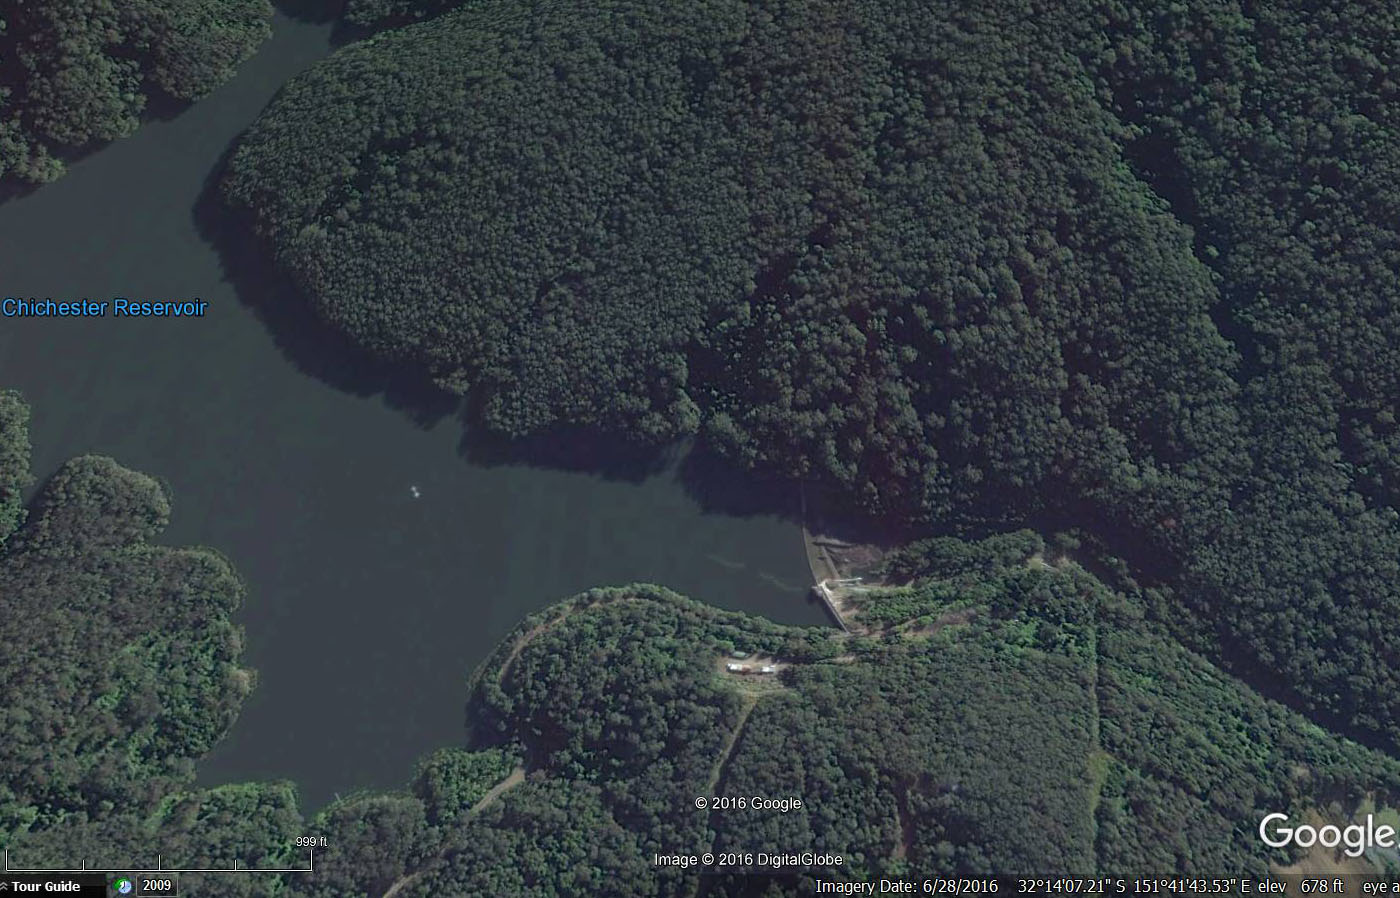 Chichester Reservoir
© 2016 Google
999 ft
Image © 2016 DigitalGlobe
Google
Tour Guide
2009
Imagery Date: 6/28/2016 32°14'07.21" S 151°41'43.53" E elev 678 ft eye a